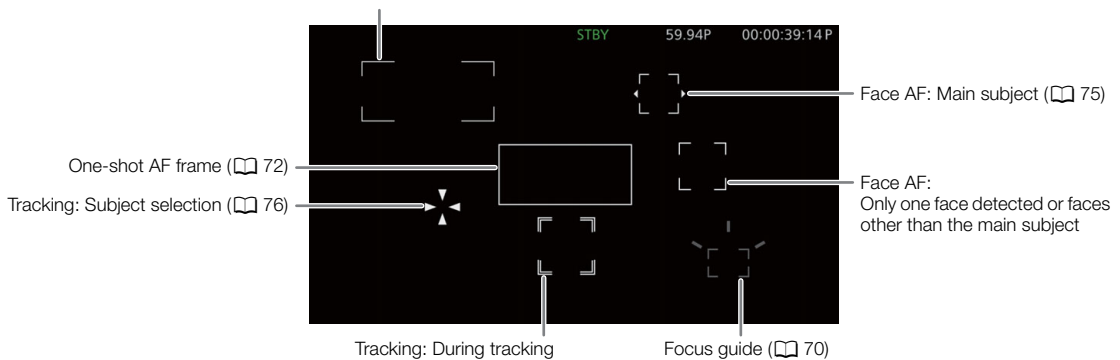 STBY 59.94P 00:00:39:14 P
Face AF: Main subject (📖 75)
One-shot AF frame (📖 72)
Face AF:
Only one face detected or faces
other than the main subject
Tracking: Subject selection (📖 76)
Tracking: During tracking
Focus guide (📖 70)